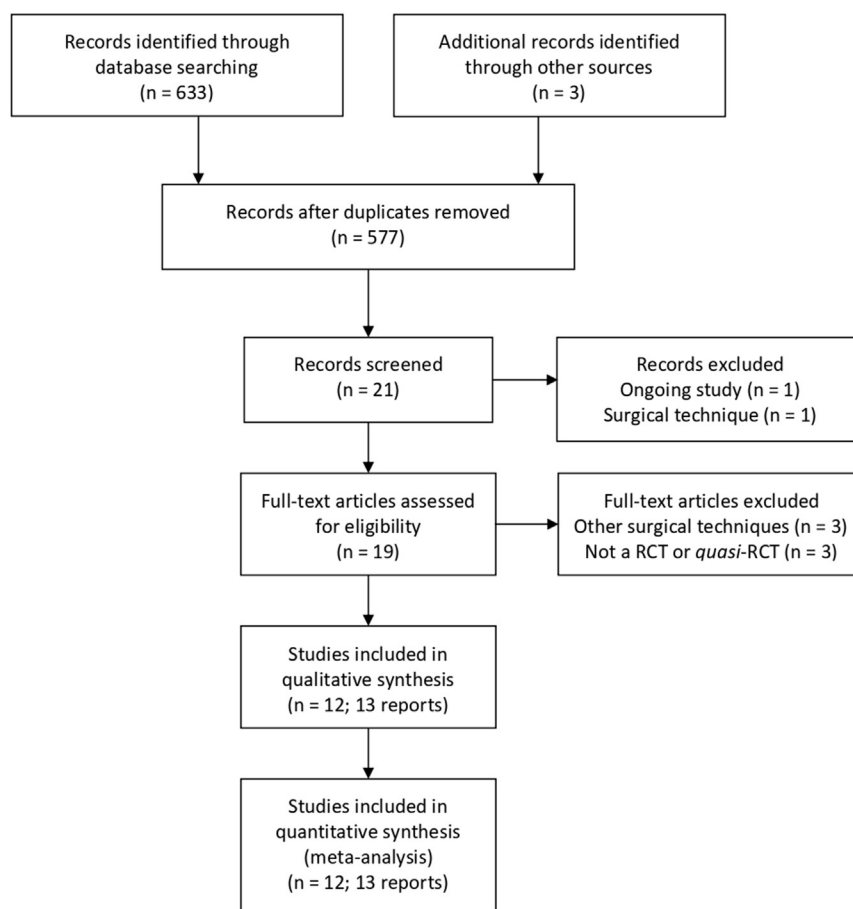 Records identified through
database searching
(n = 633)
Additional records identified
through other sources
(n = 3)
Records after duplicates removed
(n = 577)
Records screened
(n = 21)
Records excluded
Ongoing study (n = 1)
Surgical technique (n = 1)
Full-text articles assessed
for eligibility
(n = 19)
Full-text articles excluded
Other surgical techniques (n = 3)
Not a RCT or quasi-RCT (n = 3)
Studies included in
qualitative synthesis
(n = 12; 13 reports)
Studies included in
quantitative synthesis
(meta-analysis)
(n = 12; 13 reports)